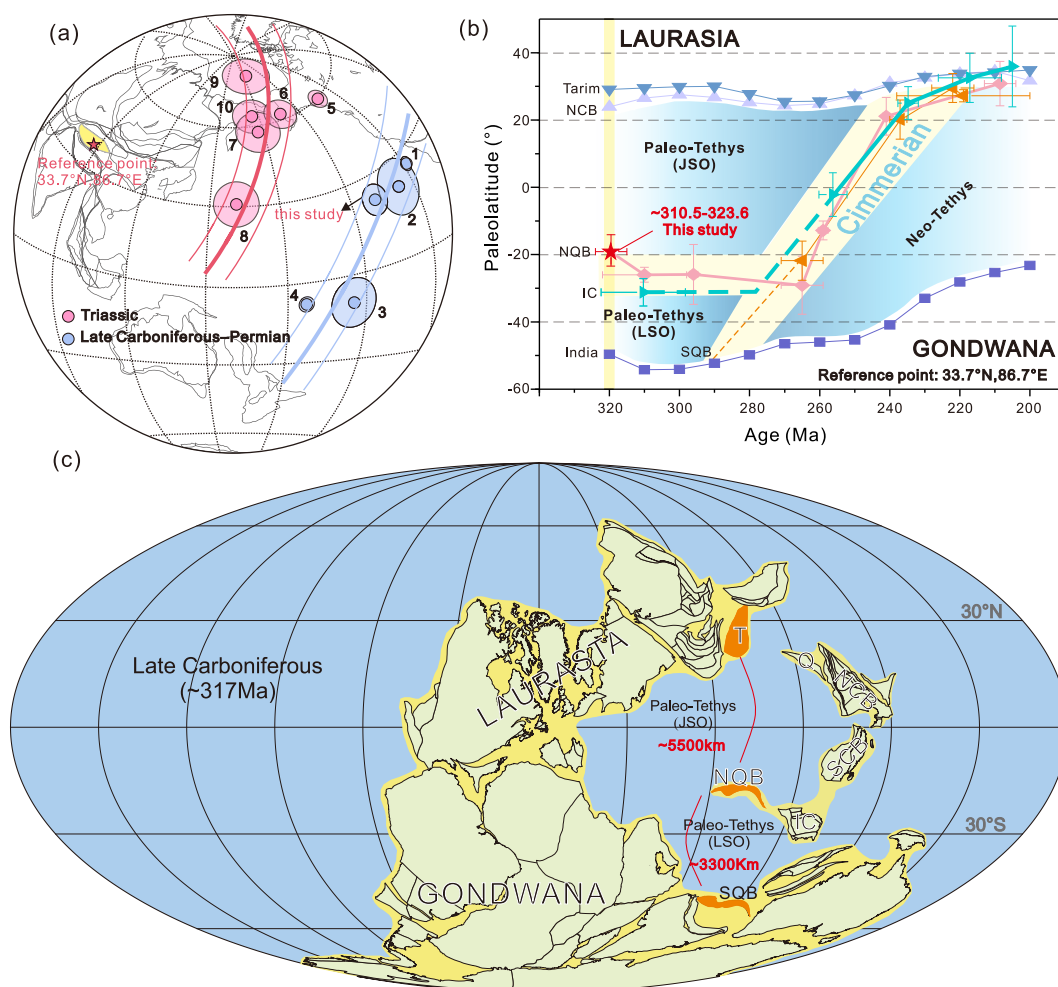 (a)
9
10
6
5
7
1
Reference point:
33.7°N,86.7°E
this study
2
8
4
3
Triassic
Late Carboniferous–Permian
(b)
LAURASIA
40
Tarim
NCB
20
Paleo-Tethys
(JSO)
Cimmerian
Paleolatitude (°)
0
~310.5-323.6
This study
Neo-Tethys
NQB
-20
IC
Paleo-Tethys
(LSO)
-40
India
SQB
GONDWANA
Reference point: 33.7°N,86.7°E
-60
320 300 280 260 240 220 200
Age (Ma)
(c)
30°N
T
LAURASTA
Q
NCB
Late Carboniferous
(~317Ma)
Paleo-Tethys
(JSO)
~5500km
SCB
NQB
IC
Paleo-Tethys
(LSO)
30°S
~3300Km
GONDWANA
SQB